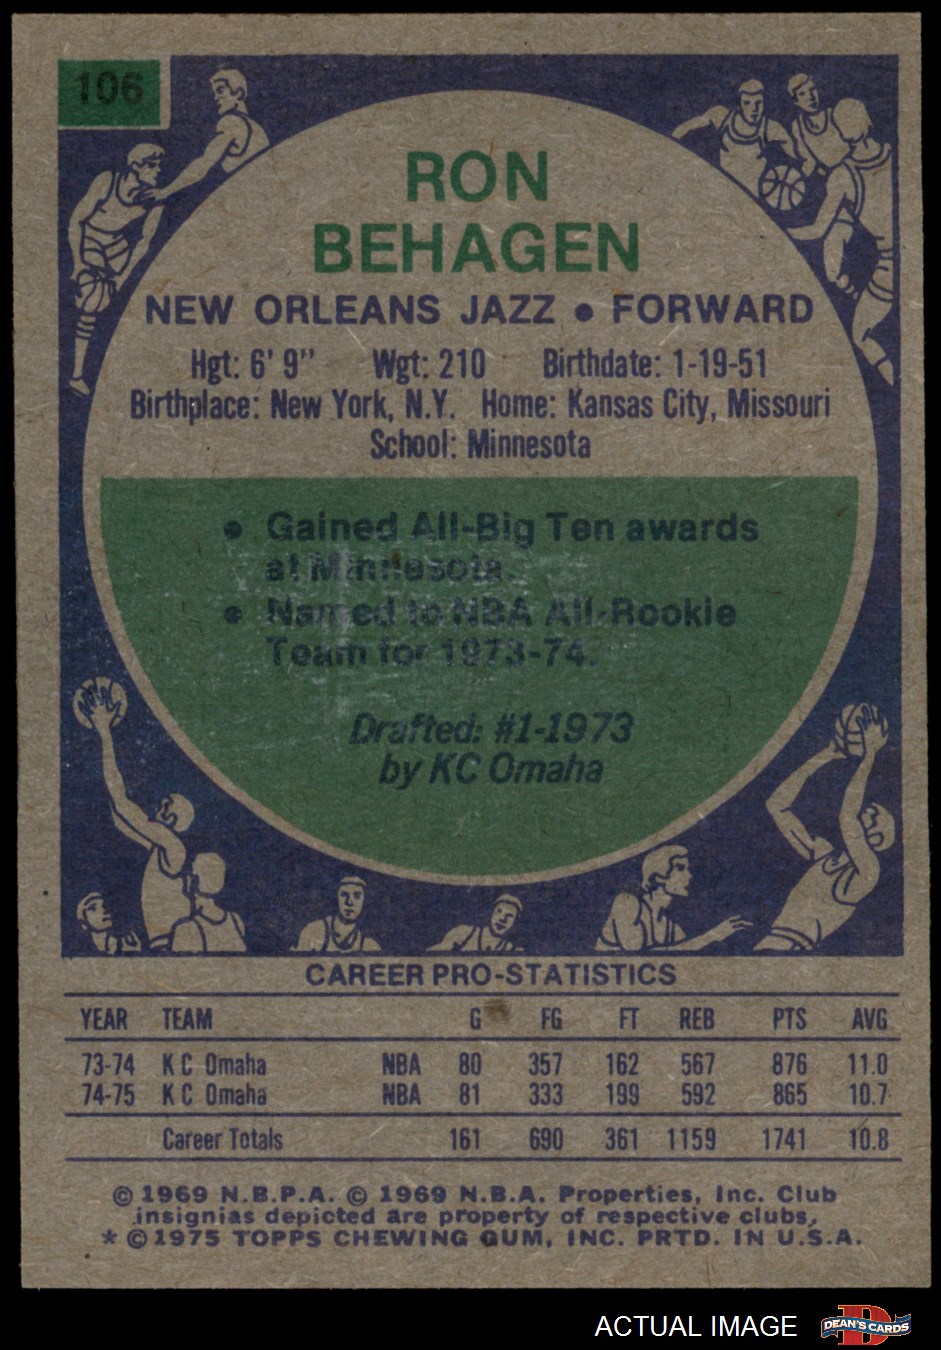 106
RON
BEHAGEN
NEW ORLEANS JAZZ • FORWARD
Hgt: 6' 9" Wgt: 210 Birthdate: 1-19-51
Birthplace: New York, N.Y. Home: Kansas City, Missouri
School: Minnesota
• Gained All-Big Ten awards
at Minnesota.
• Named to NBA All-Rookie
Team for 1973-74.
Drafted: #1-1973
by KC Omaha
CAREER PRO-STATISTICS
YEAR TEAM G FG FT REB PTS AVG
73-74 K C Omaha NBA 80 357 162 567 876 11.0
74-75 K C Omaha NBA 81 333 199 592 865 10.7
Career Totals 161 690 361 1159 1741 10.8
© 1969 N.B.P.A. © 1969 N.B.A. Properties, Inc. Club
insignias depicted are property of respective clubs,
* © 1975 TOPPS CHEWING GUM, INC. PRTD. IN U.S.A.
ACTUAL IMAGE
DEAN'S CARDS